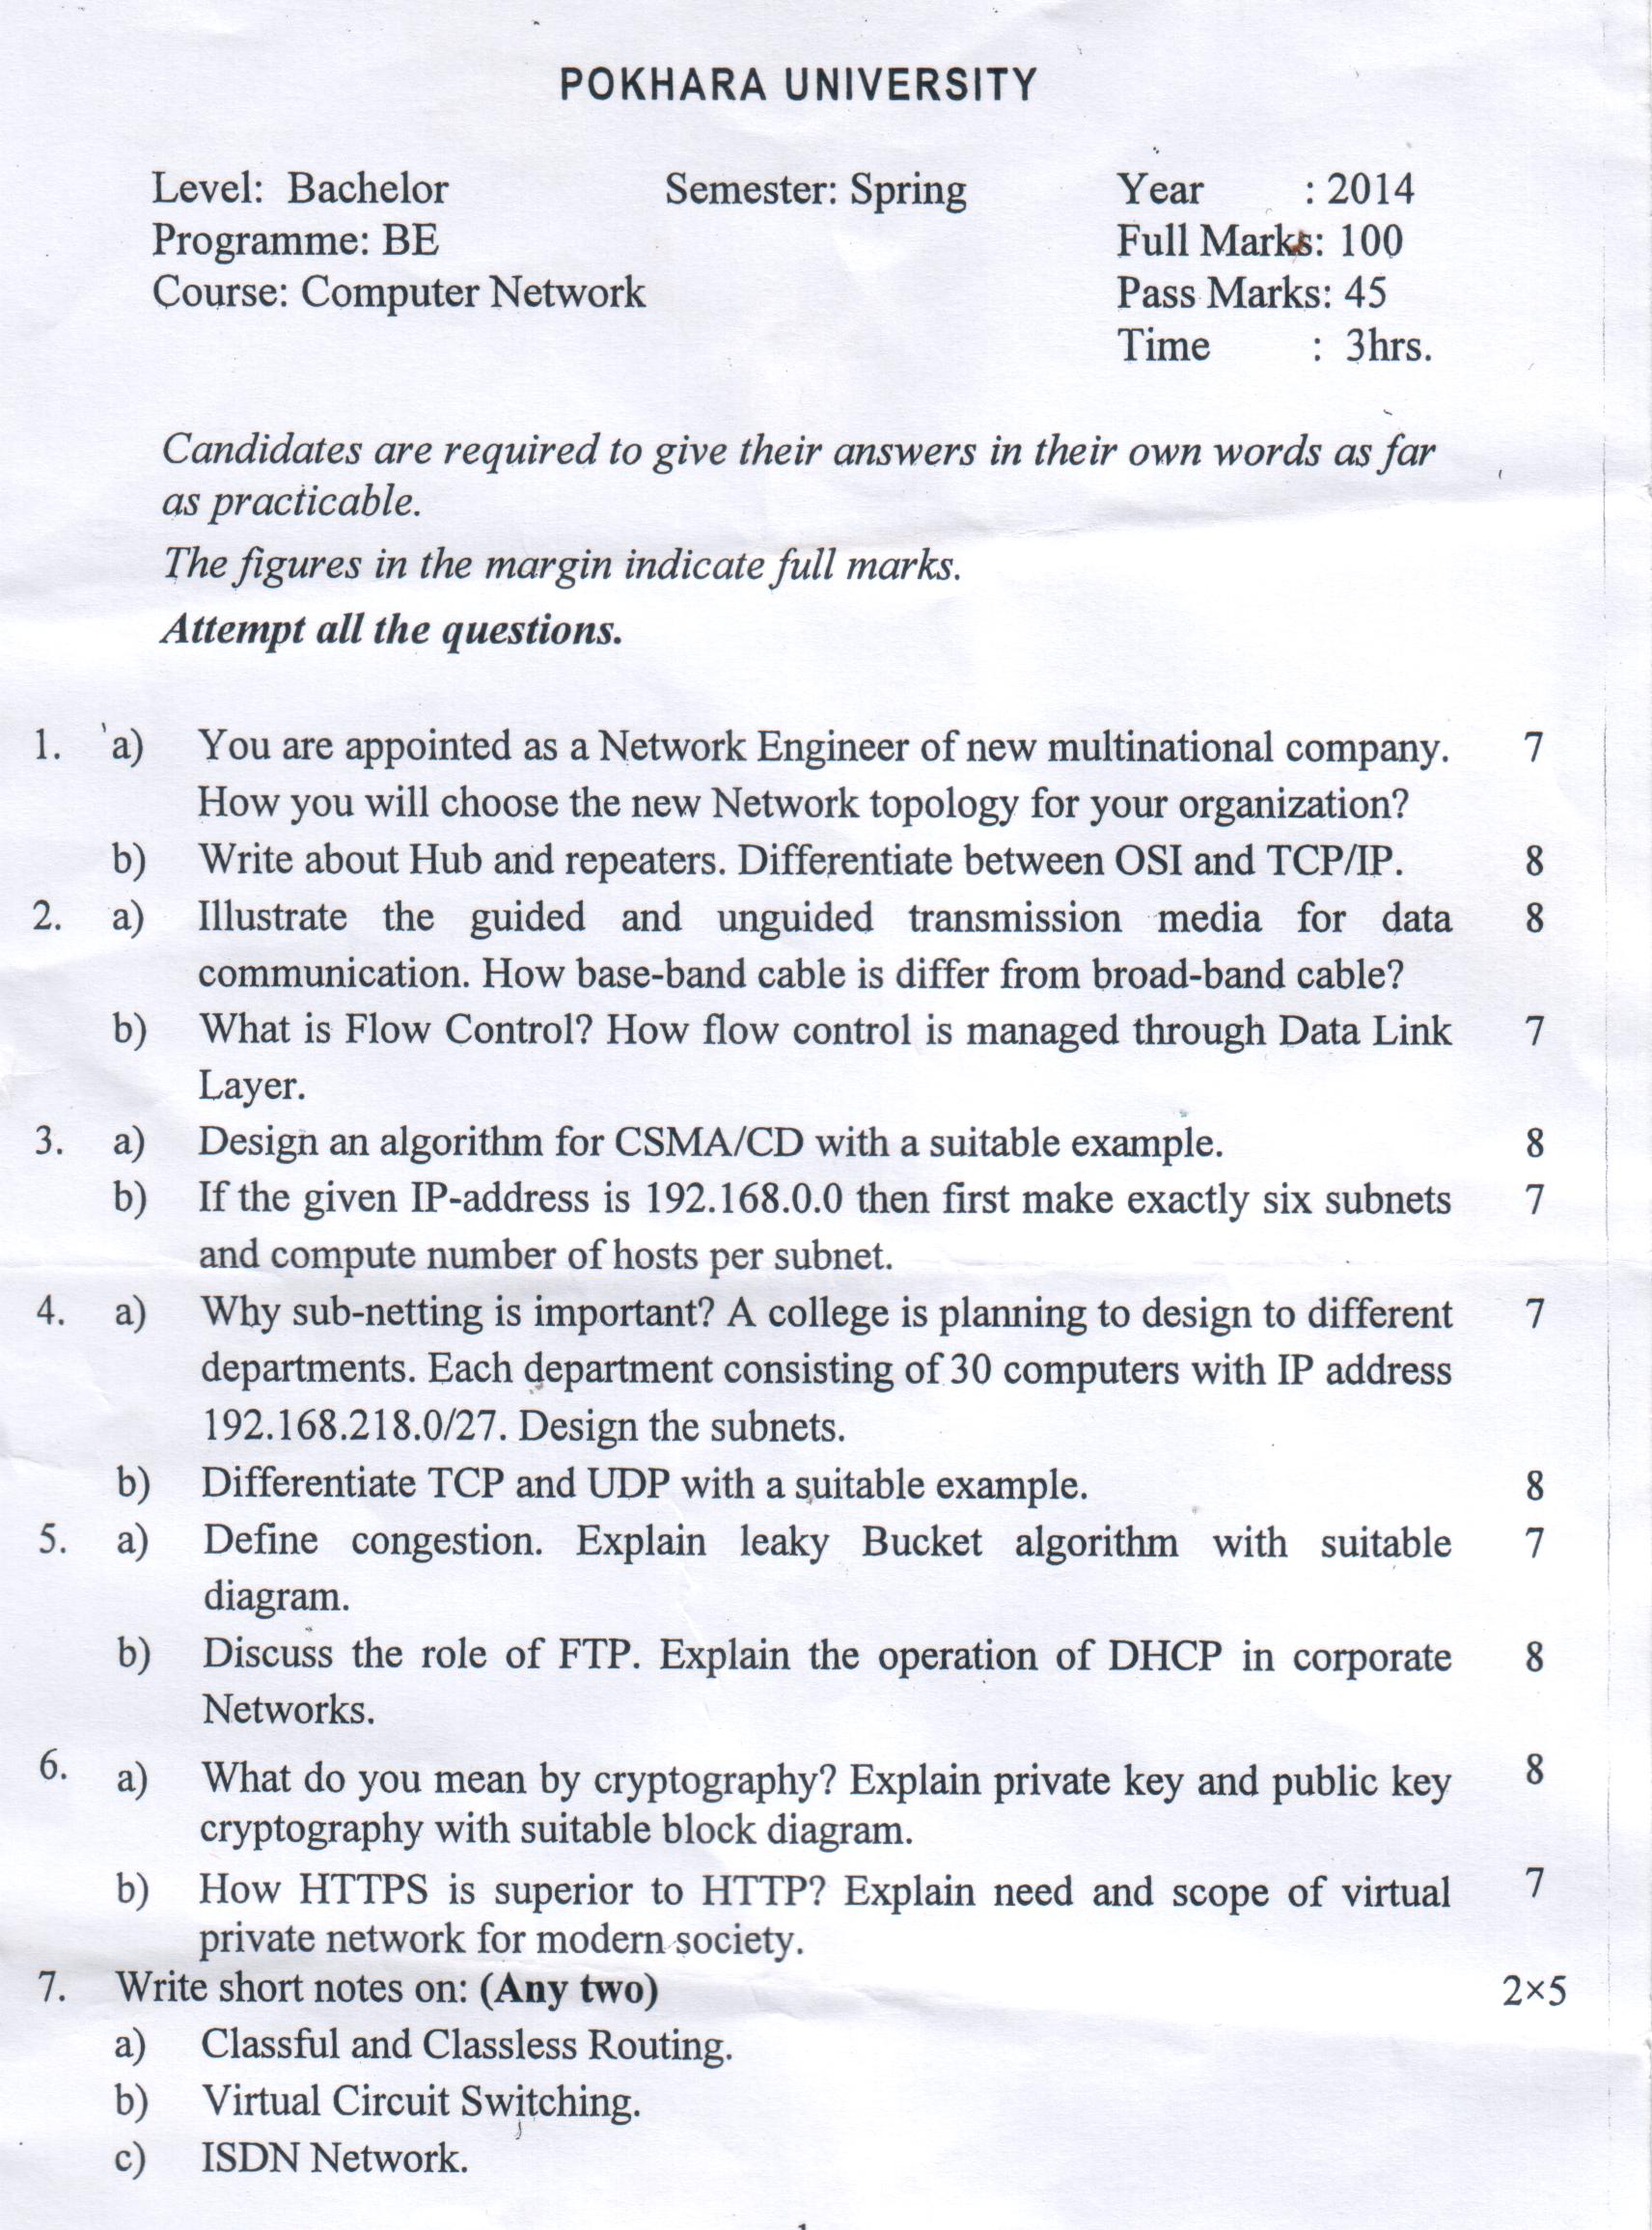 POKHARA UNIVERSITY
Level: Bachelor Semester: Spring Year : 2014
Programme: BE Full Marks: 100
Course: Computer Network Pass Marks: 45
Time : 3hrs.
Candidates are required to give their answers in their own words as far
as practicable.
The figures in the margin indicate full marks.
Attempt all the questions.
1. a) You are appointed as a Network Engineer of new multinational company. 7
How you will choose the new Network topology for your organization?
b) Write about Hub and repeaters. Differentiate between OSI and TCP/IP. 8
2. a) Illustrate the guided and unguided transmission media for data 8
communication. How base-band cable is differ from broad-band cable?
b) What is Flow Control? How flow control is managed through Data Link 7
Layer.
3. a) Design an algorithm for CSMA/CD with a suitable example. 8
b) If the given IP-address is 192.168.0.0 then first make exactly six subnets 7
and compute number of hosts per subnet.
4. a) Why sub-netting is important? A college is planning to design to different 7
departments. Each department consisting of 30 computers with IP address
192.168.218.0/27. Design the subnets.
b) Differentiate TCP and UDP with a suitable example. 8
5. a) Define congestion. Explain leaky Bucket algorithm with suitable 7
diagram.
b) Discuss the role of FTP. Explain the operation of DHCP in corporate 8
Networks.
6. a) What do you mean by cryptography? Explain private key and public key 8
cryptography with suitable block diagram.
b) How HTTPS is superior to HTTP? Explain need and scope of virtual 7
private network for modern society.
7. Write short notes on: (Any two) 2×5
a) Classful and Classless Routing.
b) Virtual Circuit Switching.
c) ISDN Network.